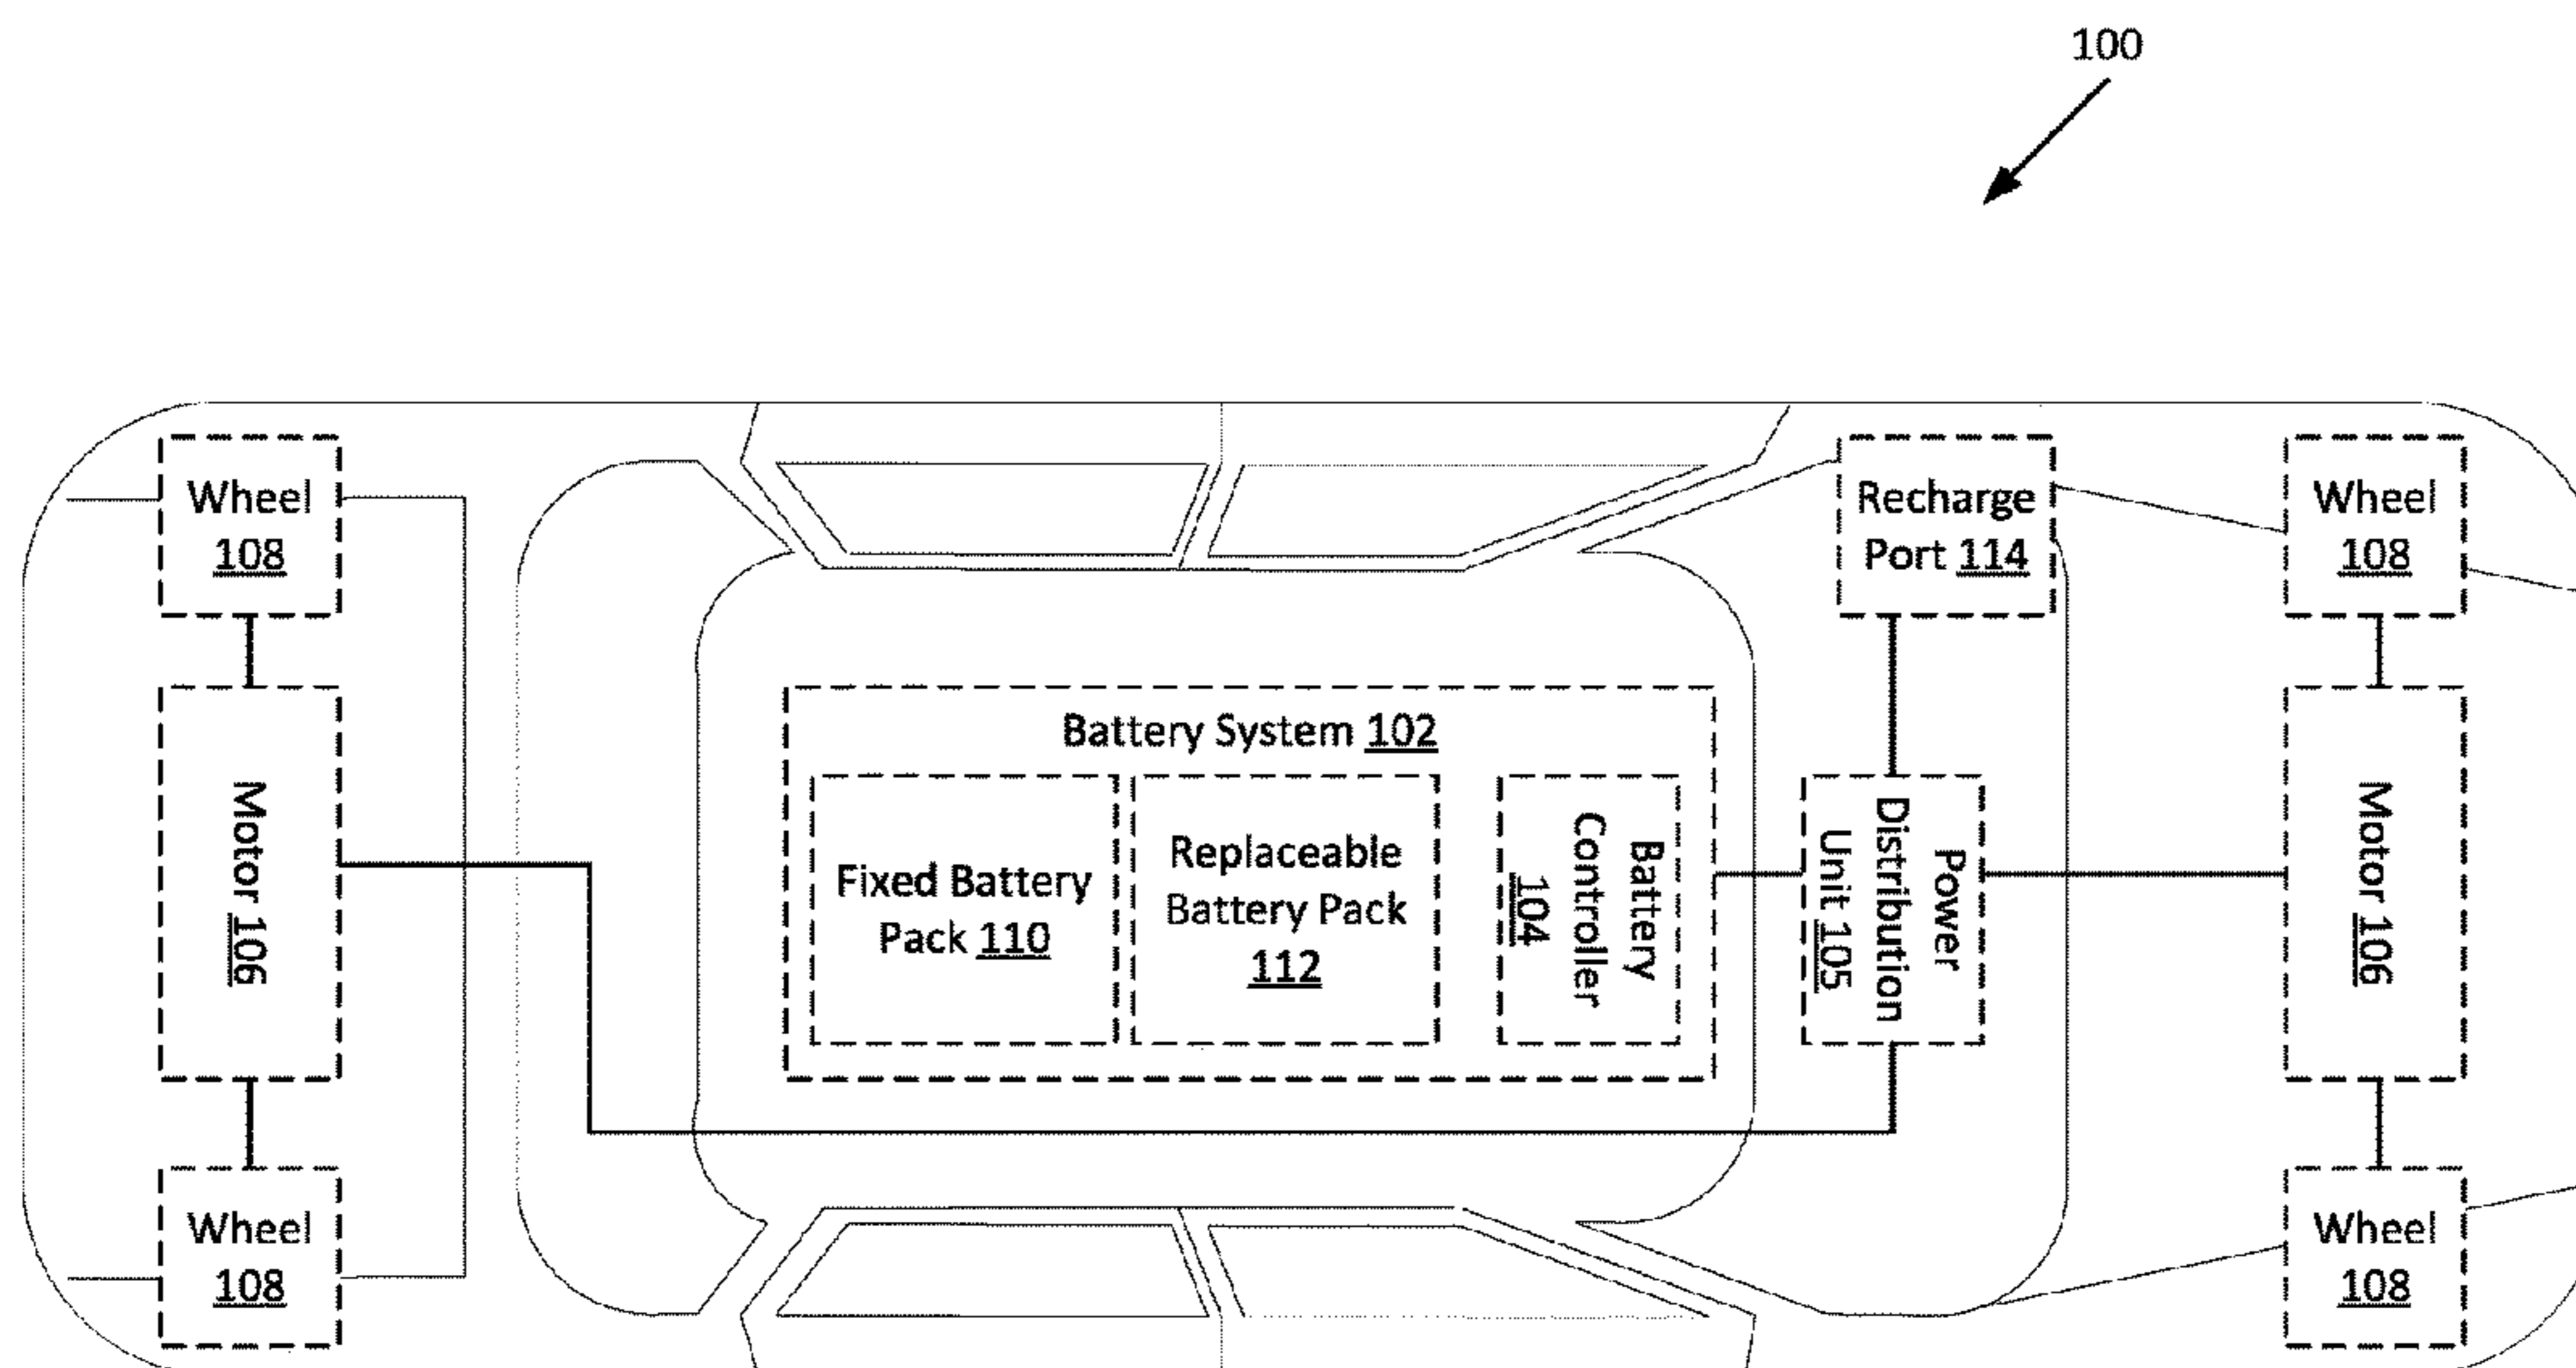 100
Wheel
108
Recharge
Port 114
Wheel
108
Battery System 102
Motor 106
Fixed Battery
Pack 110
Replaceable
Battery Pack
112
Battery
Controller
104
Power
Distribution
Unit 105
Motor 106
Wheel
108
Wheel
108